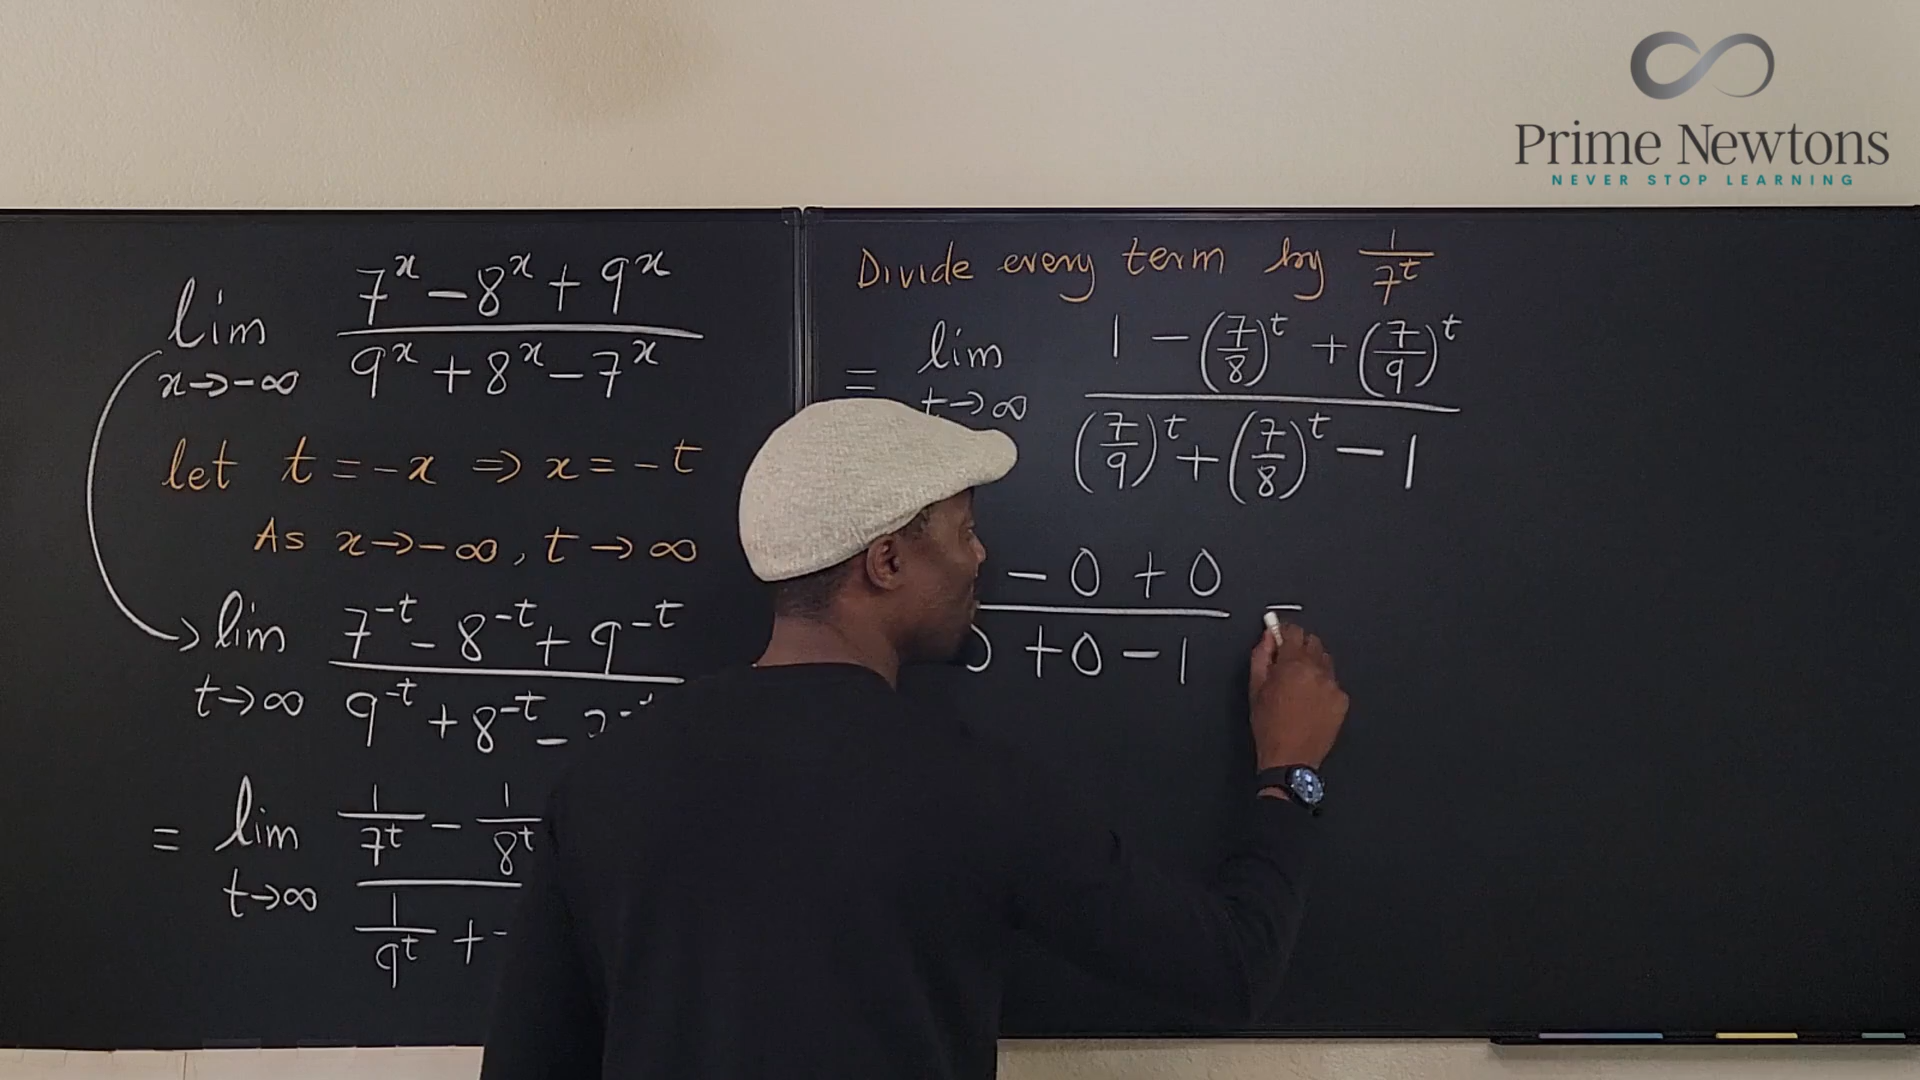 Prime Newtons
NEVER STOP LEARNING
lim x→-∞ (7^x - 8^x + 9^x)/(9^x + 8^x - 7^x)
let t = -x ⇒ x = -t
As x→-∞, t→∞
lim t→∞ (7^-t - 8^-t + 9^-t)/(9^-t + 8^-t -
= lim t→∞ 1/7^t - 1/8^t
1/9^t +
Divide every term by 1/7^t
= lim t→∞ (1 - (7/8)^t + (7/9)^t)/((7/9)^t + (7/8)^t - 1)
- 0 + 0
+ 0 - 1